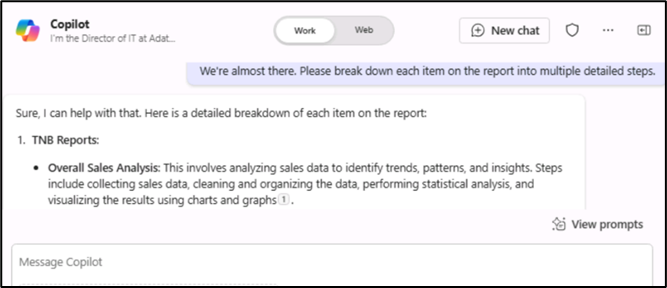 Copilot
I'm the Director of IT at Adat...
Work
Web
New chat
We're almost there. Please break down each item on the report into multiple detailed steps.
Sure, I can help with that. Here is a detailed breakdown of each item on the report:
1. TNB Reports:
• Overall Sales Analysis: This involves analyzing sales data to identify trends, patterns, and insights. Steps
include collecting sales data, cleaning and organizing the data, performing statistical analysis, and
visualizing the results using charts and graphs 1 .
View prompts
Message Copilot